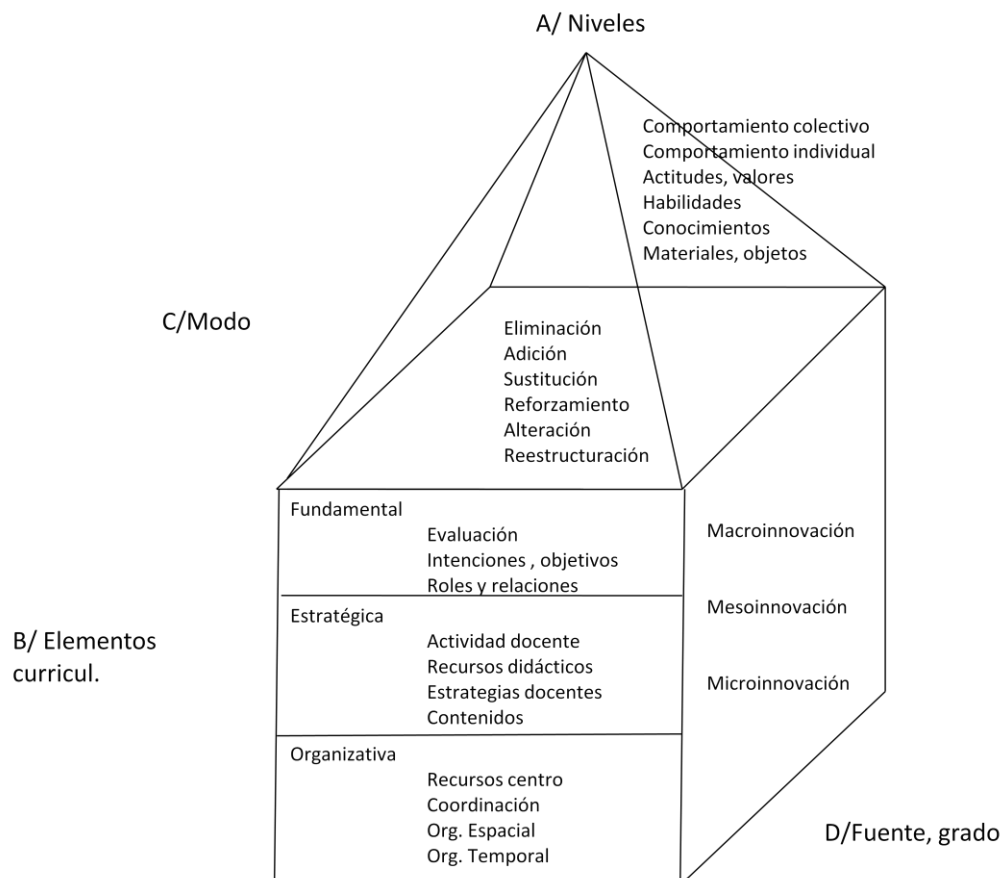 A/ Niveles
Comportamiento colectivo
Comportamiento individual
Actitudes, valores
Habilidades
Conocimientos
Materiales, objetos
C/Modo
Eliminación
Adición
Sustitución
Reforzamiento
Alteración
Reestructuración
Fundamental
Evaluación
Intenciones , objetivos
Roles y relaciones
Estratégica
Actividad docente
Recursos didácticos
Estrategias docentes
Contenidos
Organizativa
Recursos centro
Coordinación
Org. Espacial
Org. Temporal
B/ Elementos
curricul.
Macroinnovación
Mesoinnovación
Microinnovación
D/Fuente, grado